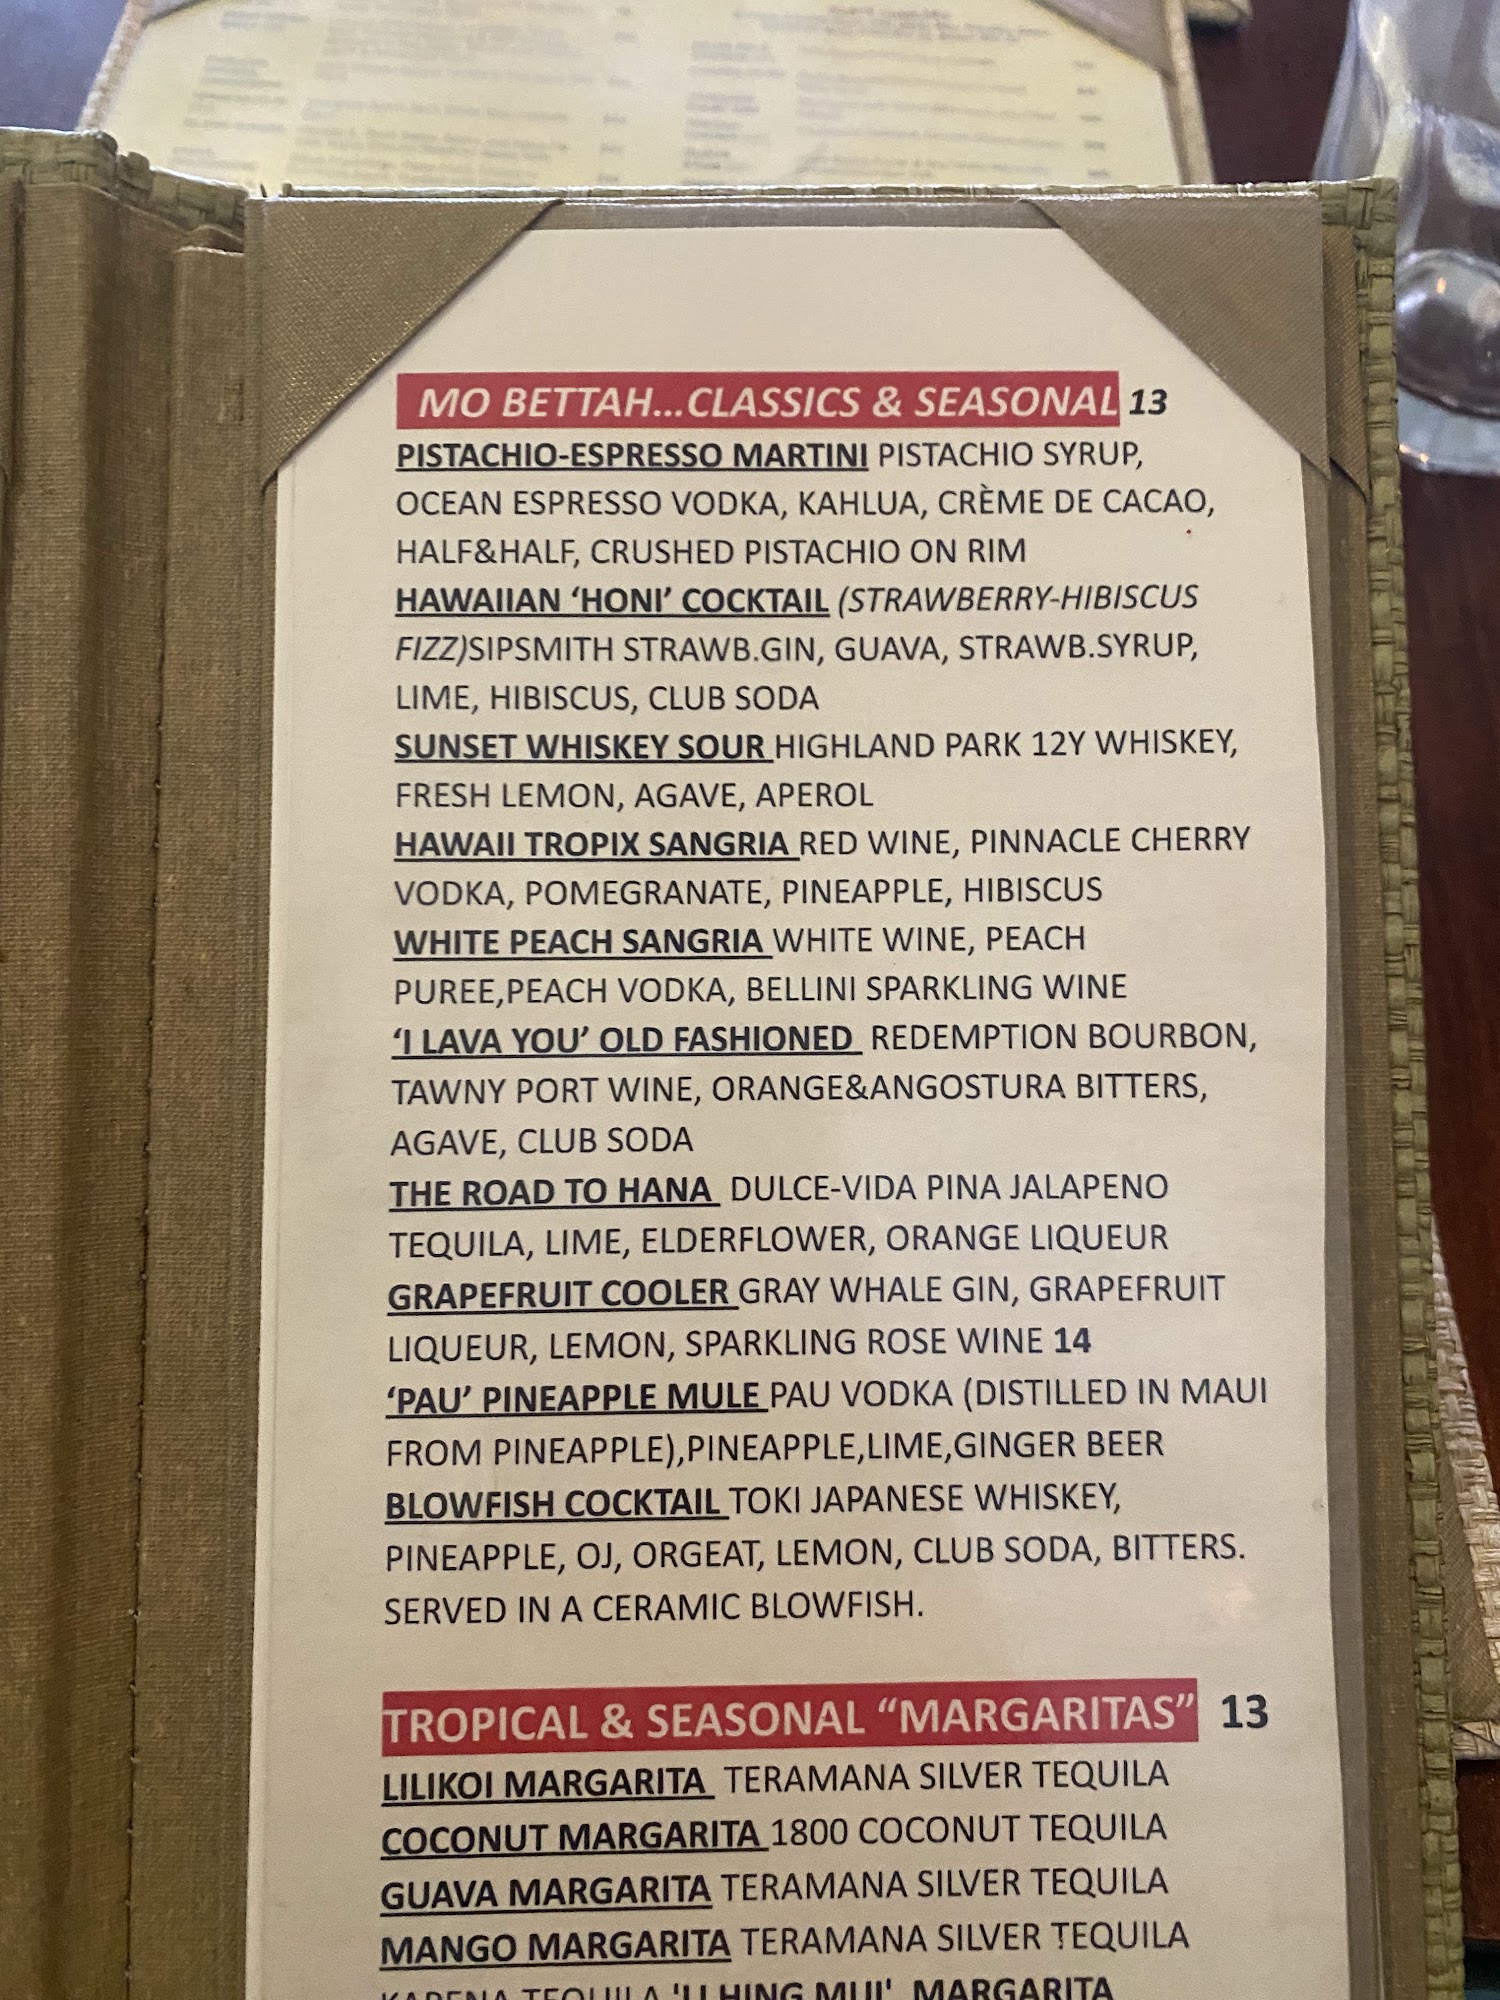 MO BETTAH...CLASSICS & SEASONAL 13
PISTACHIO-ESPRESSO MARTINI PISTACHIO SYRUP,
OCEAN ESPRESSO VODKA, KAHLUA, CRÈME DE CACAO,
HALF&HALF, CRUSHED PISTACHIO ON RIM
HAWAIIAN ‘HONI’ COCKTAIL (STRAWBERRY-HIBISCUS
FIZZ)SIPSMITH STRAWB.GIN, GUAVA, STRAWB.SYRUP,
LIME, HIBISCUS, CLUB SODA
SUNSET WHISKEY SOUR HIGHLAND PARK 12Y WHISKEY,
FRESH LEMON, AGAVE, APEROL
HAWAII TROPIX SANGRIA RED WINE, PINNACLE CHERRY
VODKA, POMEGRANATE, PINEAPPLE, HIBISCUS
WHITE PEACH SANGRIA WHITE WINE, PEACH
PUREE,PEACH VODKA, BELLINI SPARKLING WINE
‘I LAVA YOU’ OLD FASHIONED REDEMPTION BOURBON,
TAWNY PORT WINE, ORANGE&ANGOSTURA BITTERS,
AGAVE, CLUB SODA
THE ROAD TO HANA DULCE-VIDA PINA JALAPENO
TEQUILA, LIME, ELDERFLOWER, ORANGE LIQUEUR
GRAPEFRUIT COOLER GRAY WHALE GIN, GRAPEFRUIT
LIQUEUR, LEMON, SPARKLING ROSE WINE 14
‘PAU’ PINEAPPLE MULE PAU VODKA (DISTILLED IN MAUI
FROM PINEAPPLE),PINEAPPLE,LIME,GINGER BEER
BLOWFISH COCKTAIL TOKI JAPANESE WHISKEY,
PINEAPPLE, OJ, ORGEAT, LEMON, CLUB SODA, BITTERS.
SERVED IN A CERAMIC BLOWFISH.
TROPICAL & SEASONAL “MARGARITAS” 13
LILIKOI MARGARITA TERAMANA SILVER TEQUILA
COCONUT MARGARITA 1800 COCONUT TEQUILA
GUAVA MARGARITA TERAMANA SILVER TEQUILA
MANGO MARGARITA TERAMANA SILVER TEQUILA
TEQUILA 'LI HING MUI' MARGARITA